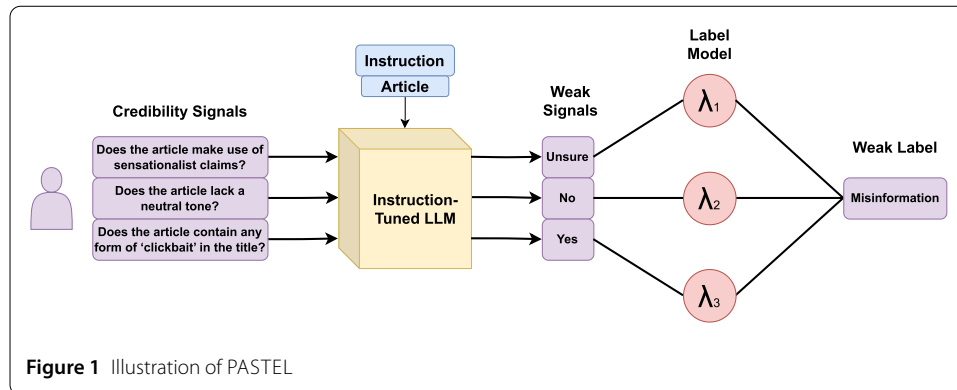 Instruction
Article
Label
Model
Credibility Signals
Weak
Signals
Weak Label
Does the article make use of
sensationalist claims?
Does the article lack a
neutral tone?
Does the article contain any
form of ‘clickbait’ in the title?
Instruction-
Tuned LLM
Unsure
No
Yes
λ1
λ2
λ3
Misinformation
Figure 1 Illustration of PASTEL